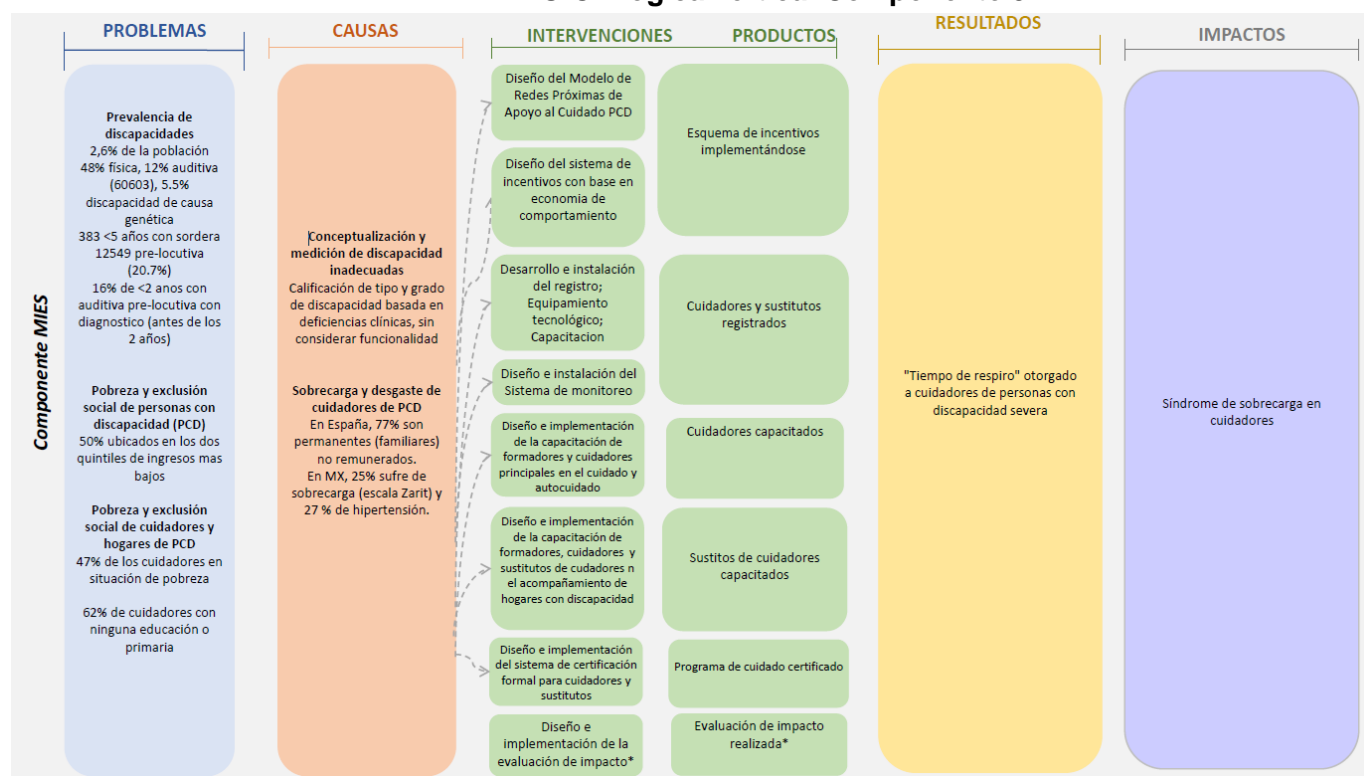 PROBLEMAS
CAUSAS
INTERVENCIONES
PRODUCTOS
RESULTADOS
IMPACTOS
Componente MIES
Prevalencia de
discapacidades
2,6% de la población
48% física, 12% auditiva
(60603), 5.5%
discapacidad de causa
genética
383 <5 años con sordera
12549 pre-locutiva
(20.7%)
16% de <2 anos con
auditiva pre-locutiva con
diagnostico (antes de los
2 años)
Pobreza y exclusión
social de personas con
discapacidad (PCD)
50% ubicados en los dos
quintiles de ingresos mas
bajos
Pobreza y exclusión
social de cuidadores y
hogares de PCD
47% de los cuidadores en
situación de pobreza
62% de cuidadores con
ninguna educación o
primaria
Conceptualización y
medición de discapacidad
inadecuadas
Calificación de tipo y grado
de discapacidad basada en
deficiencias clínicas, sin
considerar funcionalidad
Sobrecarga y desgaste de
cuidadores de PCD
En España, 77% son
permanentes (familiares)
no remunerados.
En MX, 25% sufre de
sobrecarga (escala Zarit) y
27 % de hipertensión.
Diseño del Modelo de
Redes Próximas de
Apoyo al Cuidado PCD
Diseño del sistema de
incentivos con base en
economia de
comportamiento
Desarrollo e instalación
del registro;
Equipamiento
tecnológico;
Capacitacion
Diseño e instalación del
Sistema de monitoreo
Diseño e implementación
de la capacitación de
formadores y cuidadores
principales en el cuidado y
autocuidado
Diseño e implementación
de la capacitación de
formadores, cuidadores y
sustitutos de cudadores n
el acompañamiento de
hogares con discapacidad
Diseño e implementación
del sistema de certificación
formal para cuidadores y
sustitutos
Diseño e
implementación de la
evaluación de impacto*
Esquema de incentivos
implementándose
Cuidadores y sustitutos
registrados
Cuidadores capacitados
Sustitos de cuidadores
capacitados
Programa de cuidado certificado
Evaluación de impacto
realizada*
"Tiempo de respiro" otorgado
a cuidadores de personas con
discapacidad severa
Síndrome de sobrecarga en
cuidadores